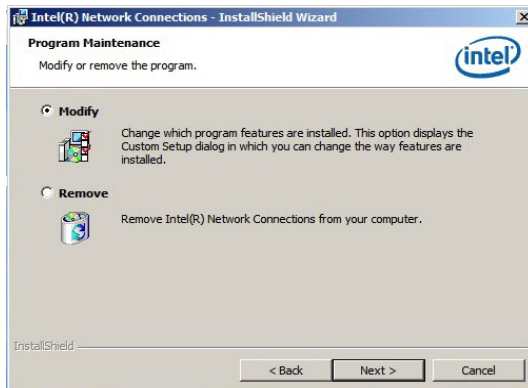 Intel(R) Network Connections - InstallShield Wizard
Program Maintenance
Modify or remove the program.
intel
Modify
Change which program features are installed. This option displays the
Custom Setup dialog in which you can change the way features are
installed.
Remove
Remove Intel(R) Network Connections from your computer.
InstallShield
< Back
Next >
Cancel